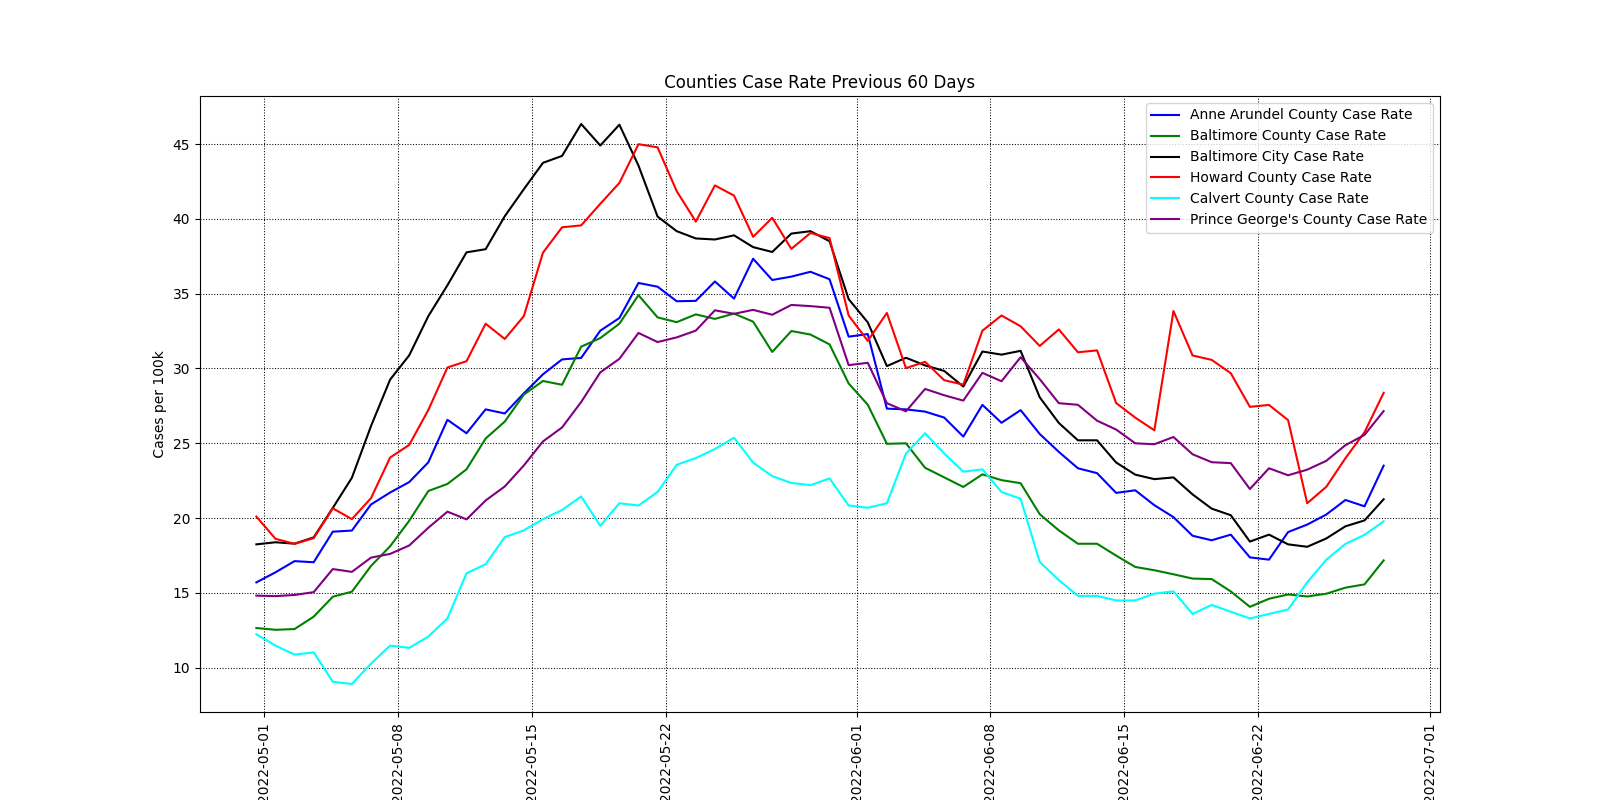 Counties Case Rate Previous 60 Days
Anne Arundel County Case Rate
Baltimore County Case Rate
Baltimore City Case Rate
Howard County Case Rate
Calvert County Case Rate
Prince George's County Case Rate
Cases per 100k
45
40
35
30
25
20
15
10
2022-05-01
2022-05-08
2022-05-15
2022-05-22
2022-06-01
2022-06-08
2022-06-15
2022-06-22
2022-07-01